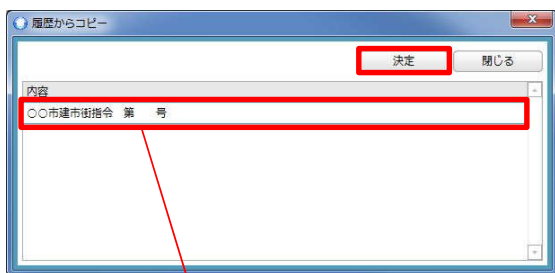 履歴からコピー
決定 閉じる
内容
○○市建市街指令 第 号